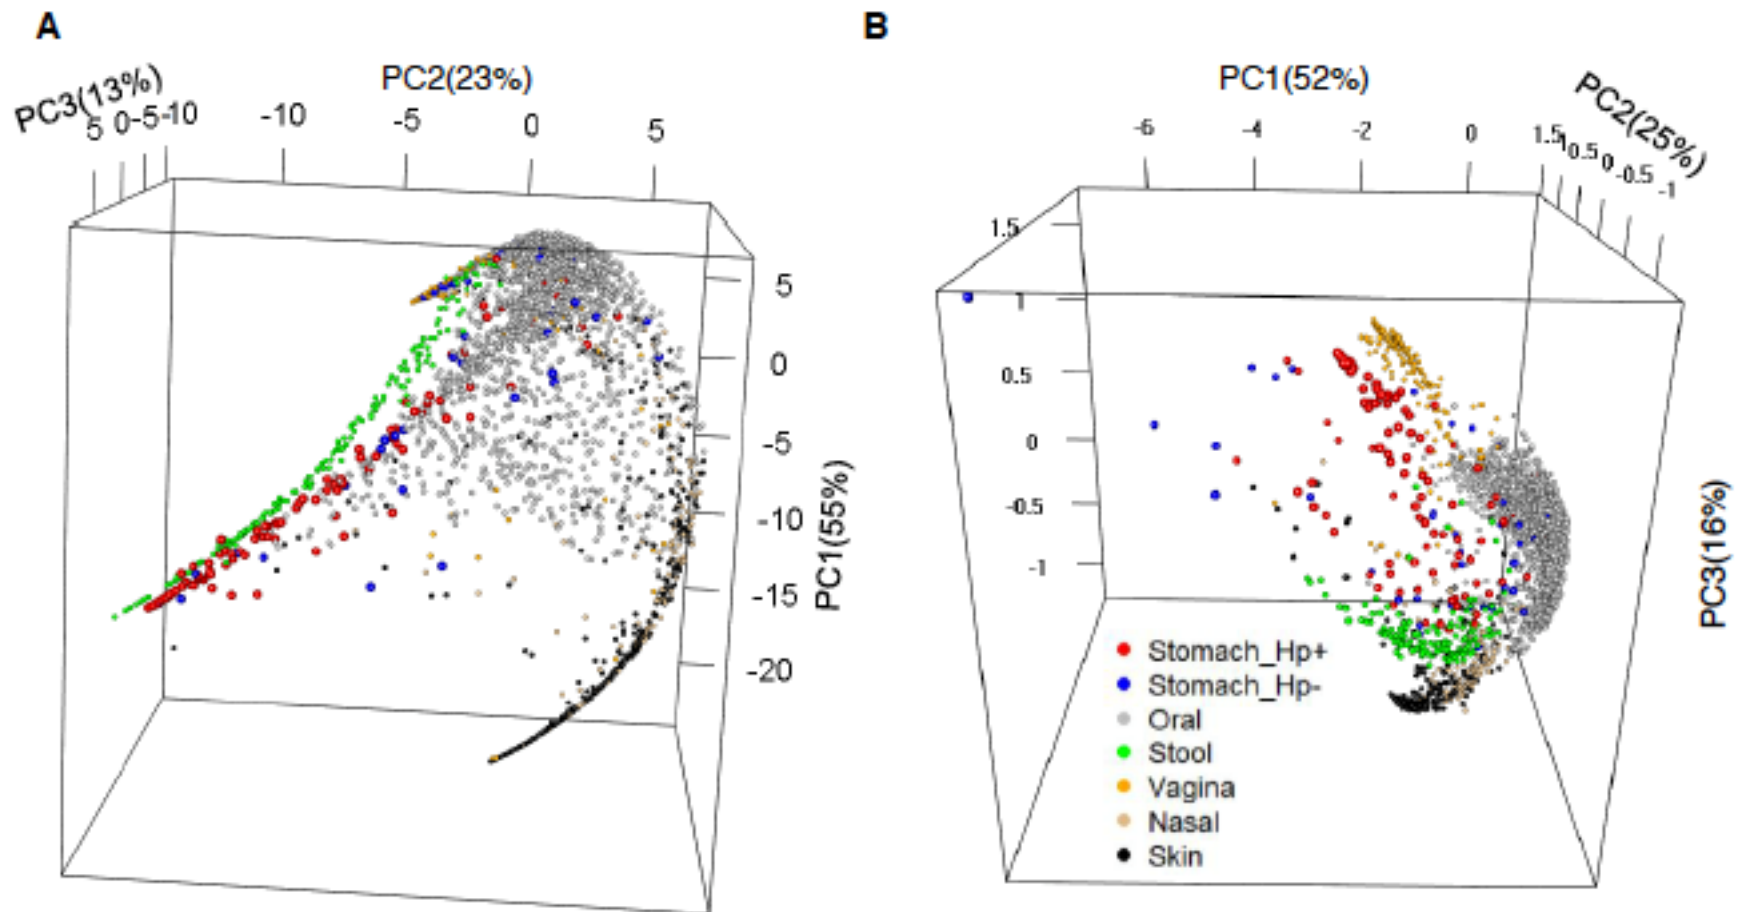 A
PC3(13%)
5 0 -5 -10
PC2(23%)
-10 -5 0 5
5
0
-5
-10
-15
-20
PC1(55%)
B
PC1(52%)
-6 -4 -2 0
PC2(25%)
1.5 1 0.5 0 -0.5 -1
1.5
1
0.5
0
-0.5
-1
PC3(16%)
Stomach_Hp+
Stomach_Hp-
Oral
Stool
Vagina
Nasal
Skin